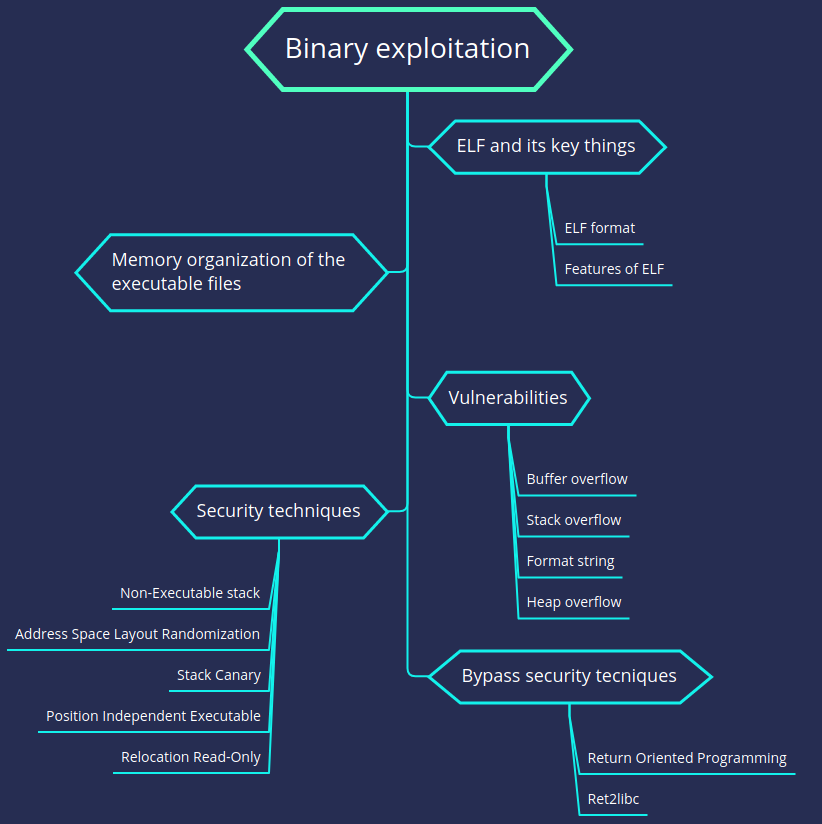 Binary exploitation
ELF and its key things
ELF format
Features of ELF
Memory organization of the
executable files
Vulnerabilities
Buffer overflow
Stack overflow
Format string
Heap overflow
Security techniques
Non-Executable stack
Address Space Layout Randomization
Stack Canary
Position Independent Executable
Relocation Read-Only
Bypass security tecniques
Return Oriented Programming
Ret2libc